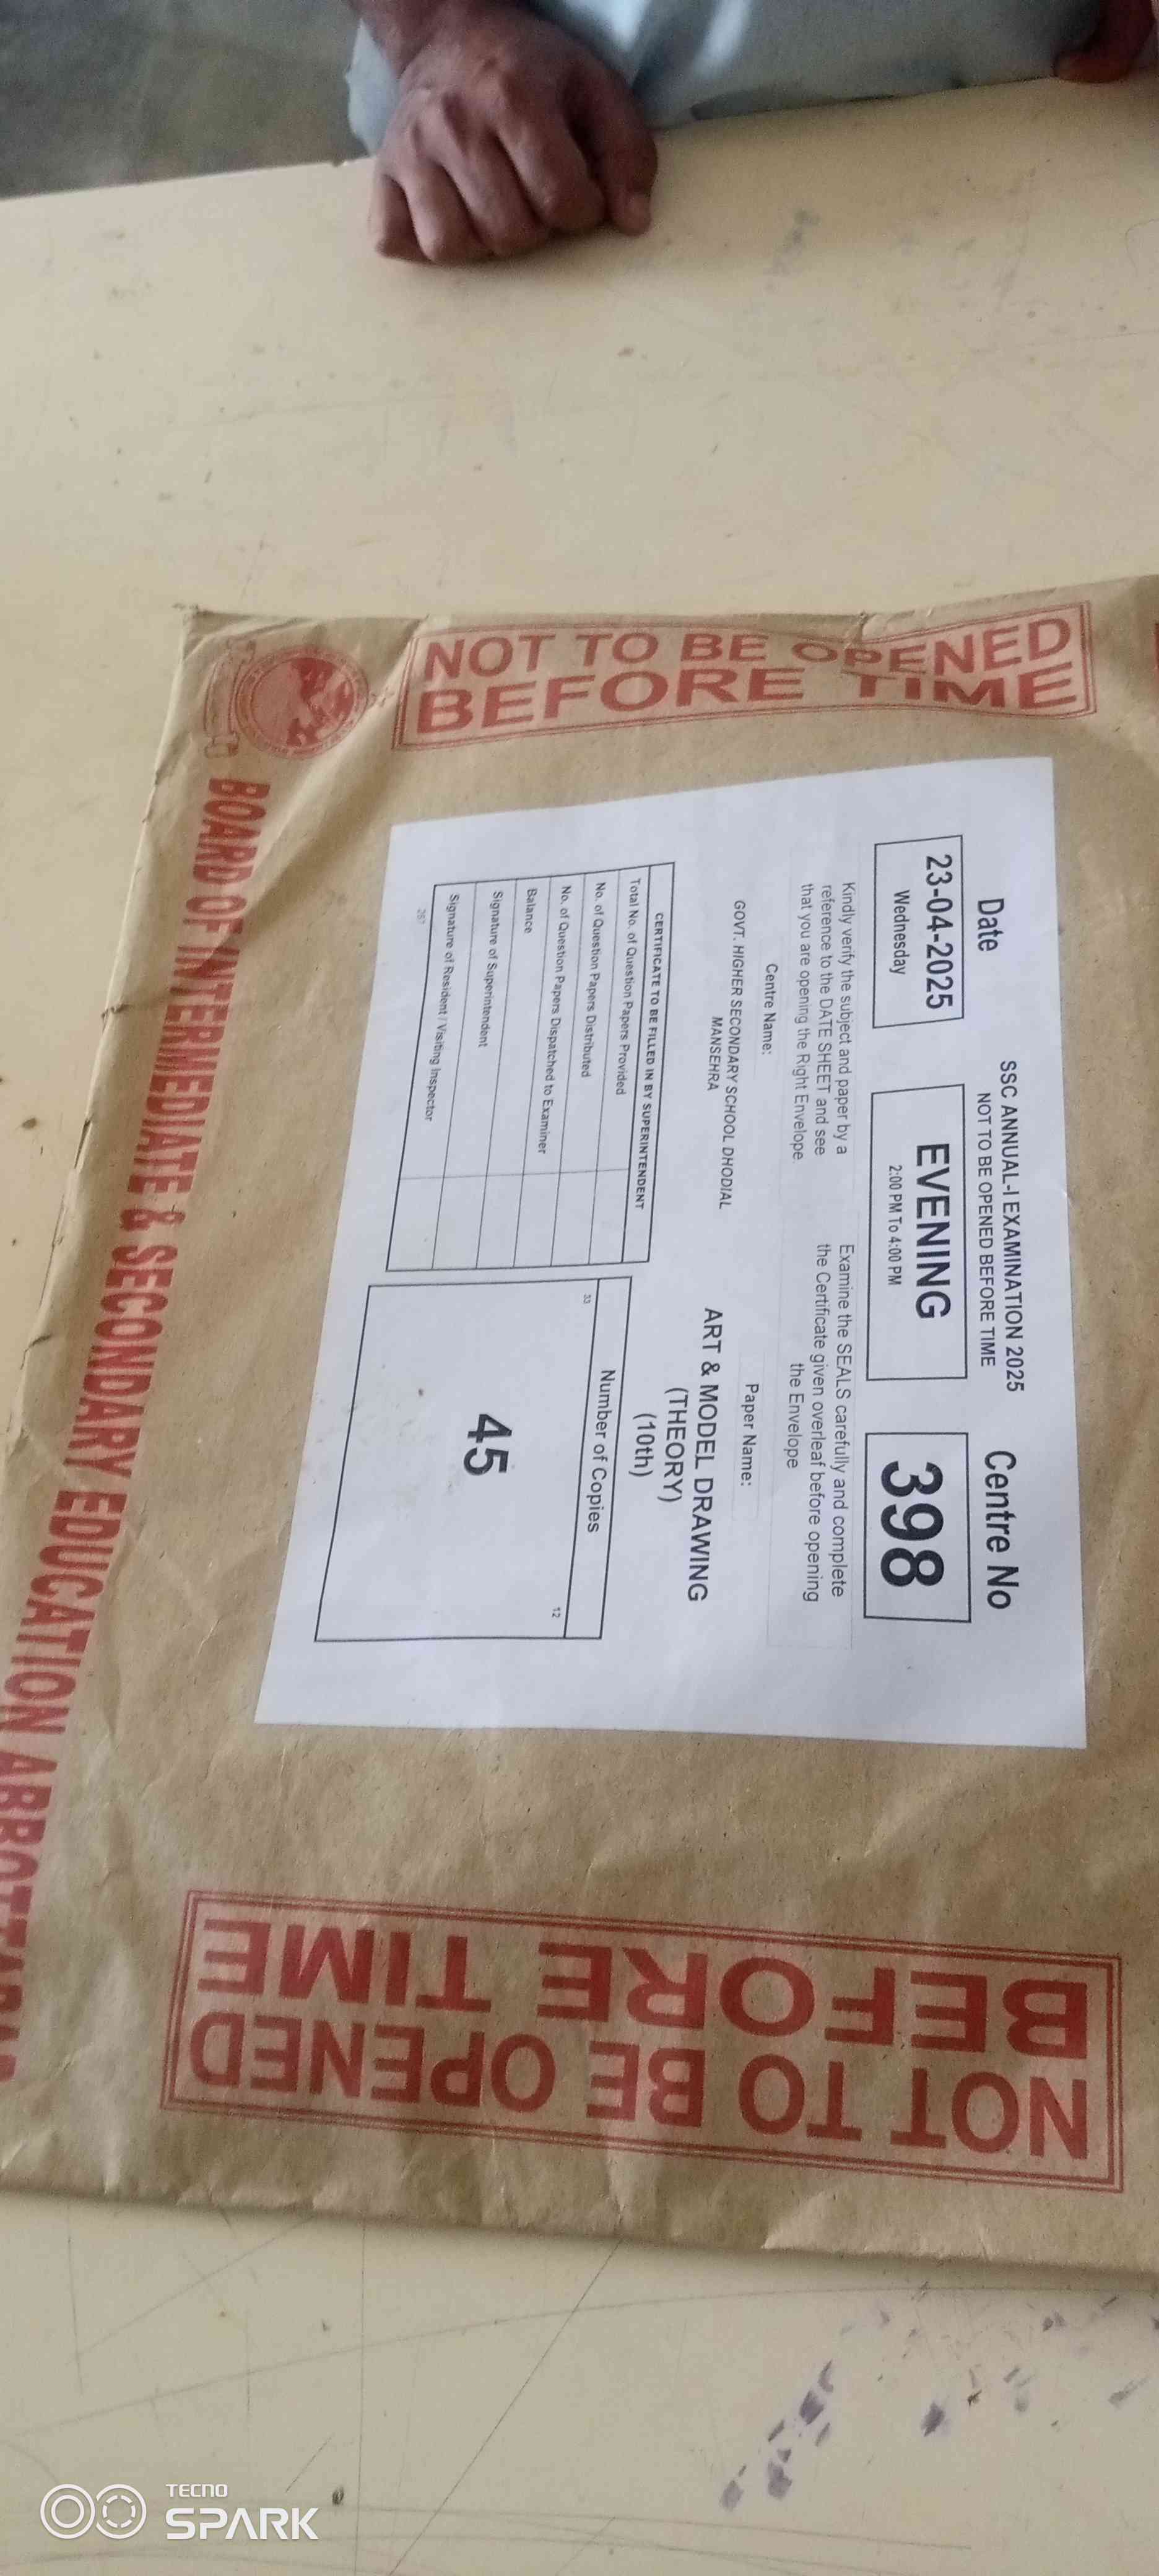 NOT TO BE OPENED
BEFORE TIME
SSC ANNUAL-I EXAMINATION 2025
NOT TO BE OPENED BEFORE TIME
Date
23-04-2025
Wednesday
EVENING
2:00 PM To 4:00 PM
Centre No
398
Kindly verify the subject and paper by a
reference to the DATE SHEET and see
that you are opening the Right Envelope.
Examine the SEALS carefully and complete
the Certificate given overleaf before opening
the Envelope
Centre Name:
GOVT. HIGHER SECONDARY SCHOOL DHODIAL
MANSEHRA
Paper Name:
ART & MODEL DRAWING
(THEORY)
(10th)
CERTIFICATE TO BE FILLED IN BY SUPERINTENDENT
Total No. of Question Papers Provided
No. of Question Papers Distributed
No. of Question Papers Dispatched to Examiner
Balance
Signature of Superintendent
Signature of Resident / Visiting Inspector
Number of Copies
33
12
45
NOT TO BE OPENED
BEFORE TIME
BOARD OF INTERMEDIATE & SECONDARY EDUCATION
TECNO
SPARK